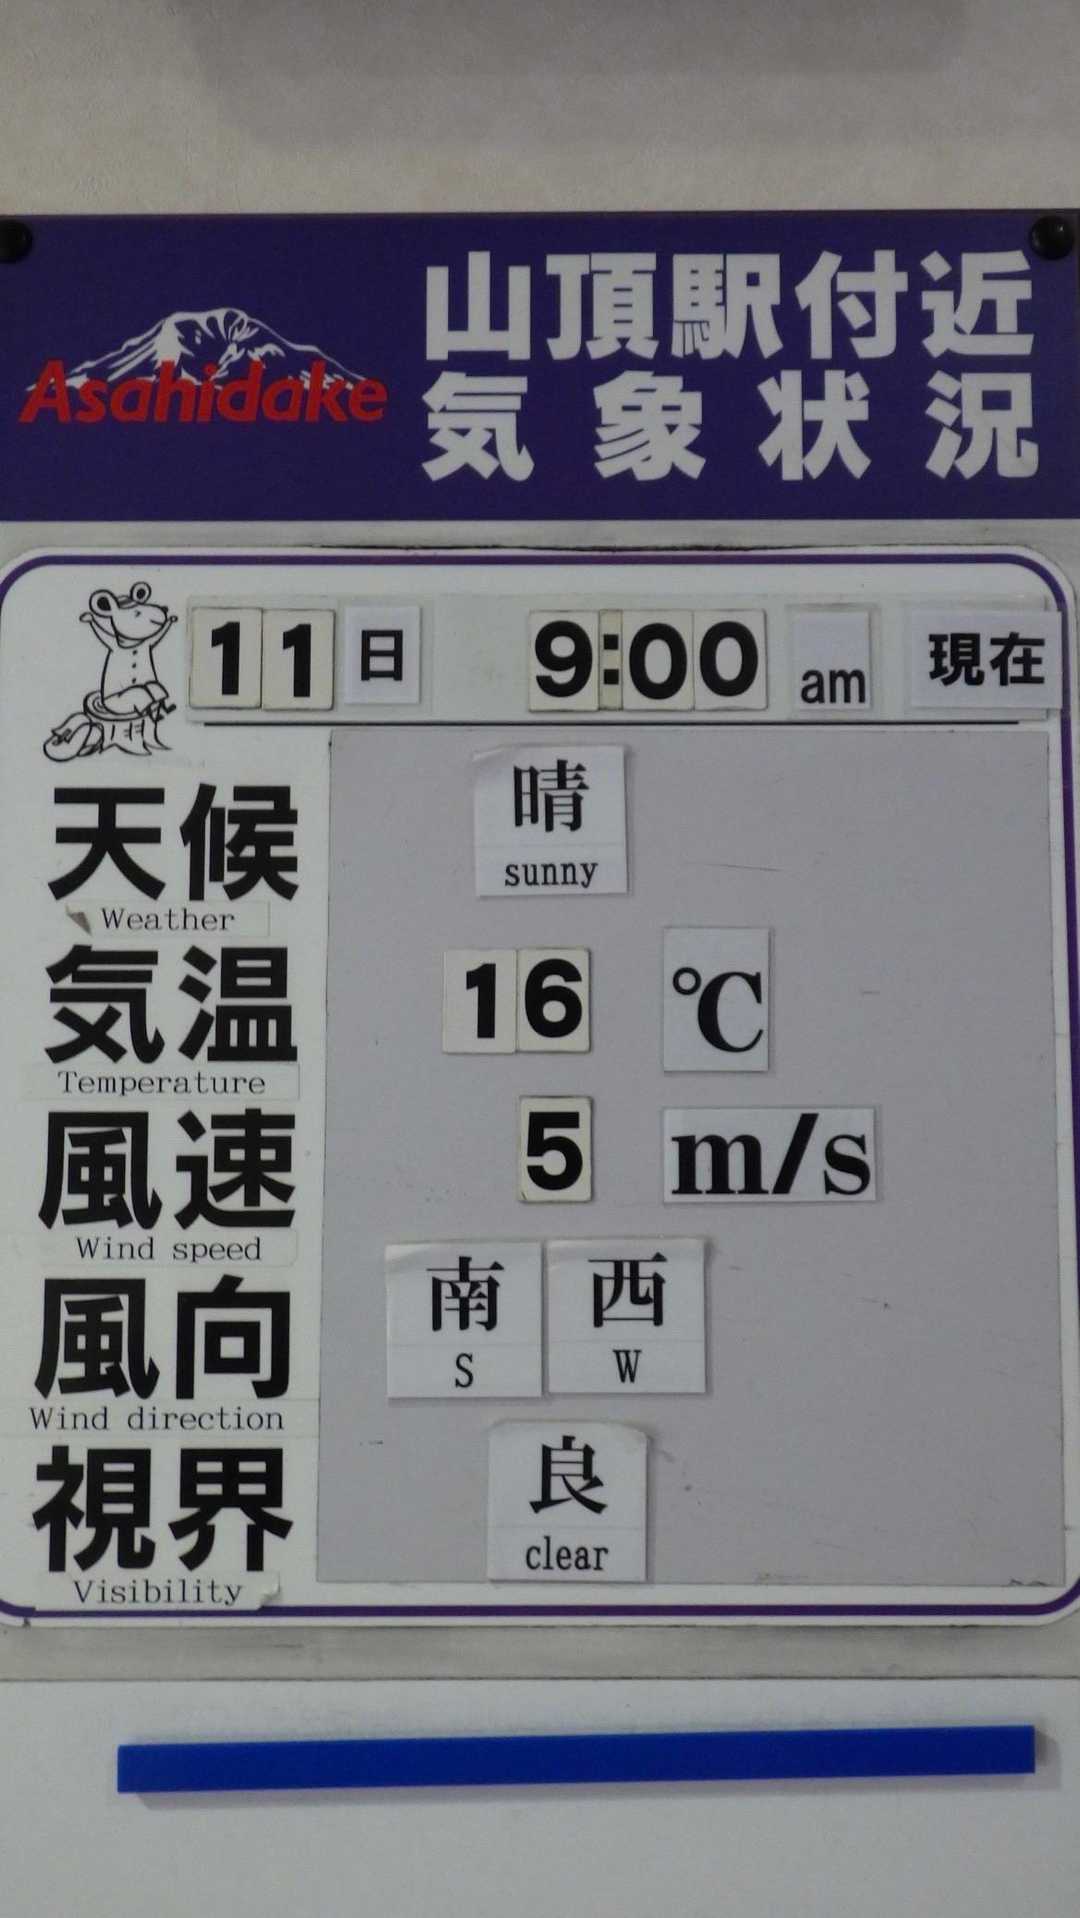 Asahidake
山頂駅付近
気象状況
11日 9:00 am 現在
天候 晴
Weather sunny
気温 16 ℃
Temperature
風速 5 m/s
Wind speed
風向 南 西
Wind direction S W
視界 良
Visibility clear